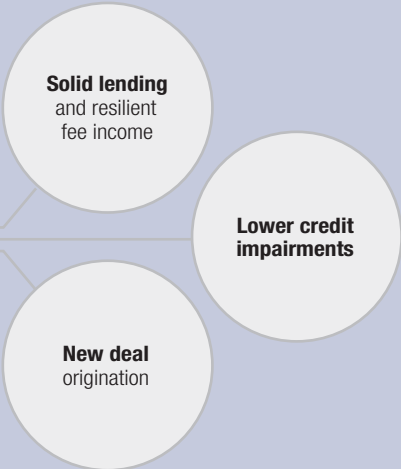 Solid lending
and resilient
fee income
Lower credit
impairments
New deal
origination